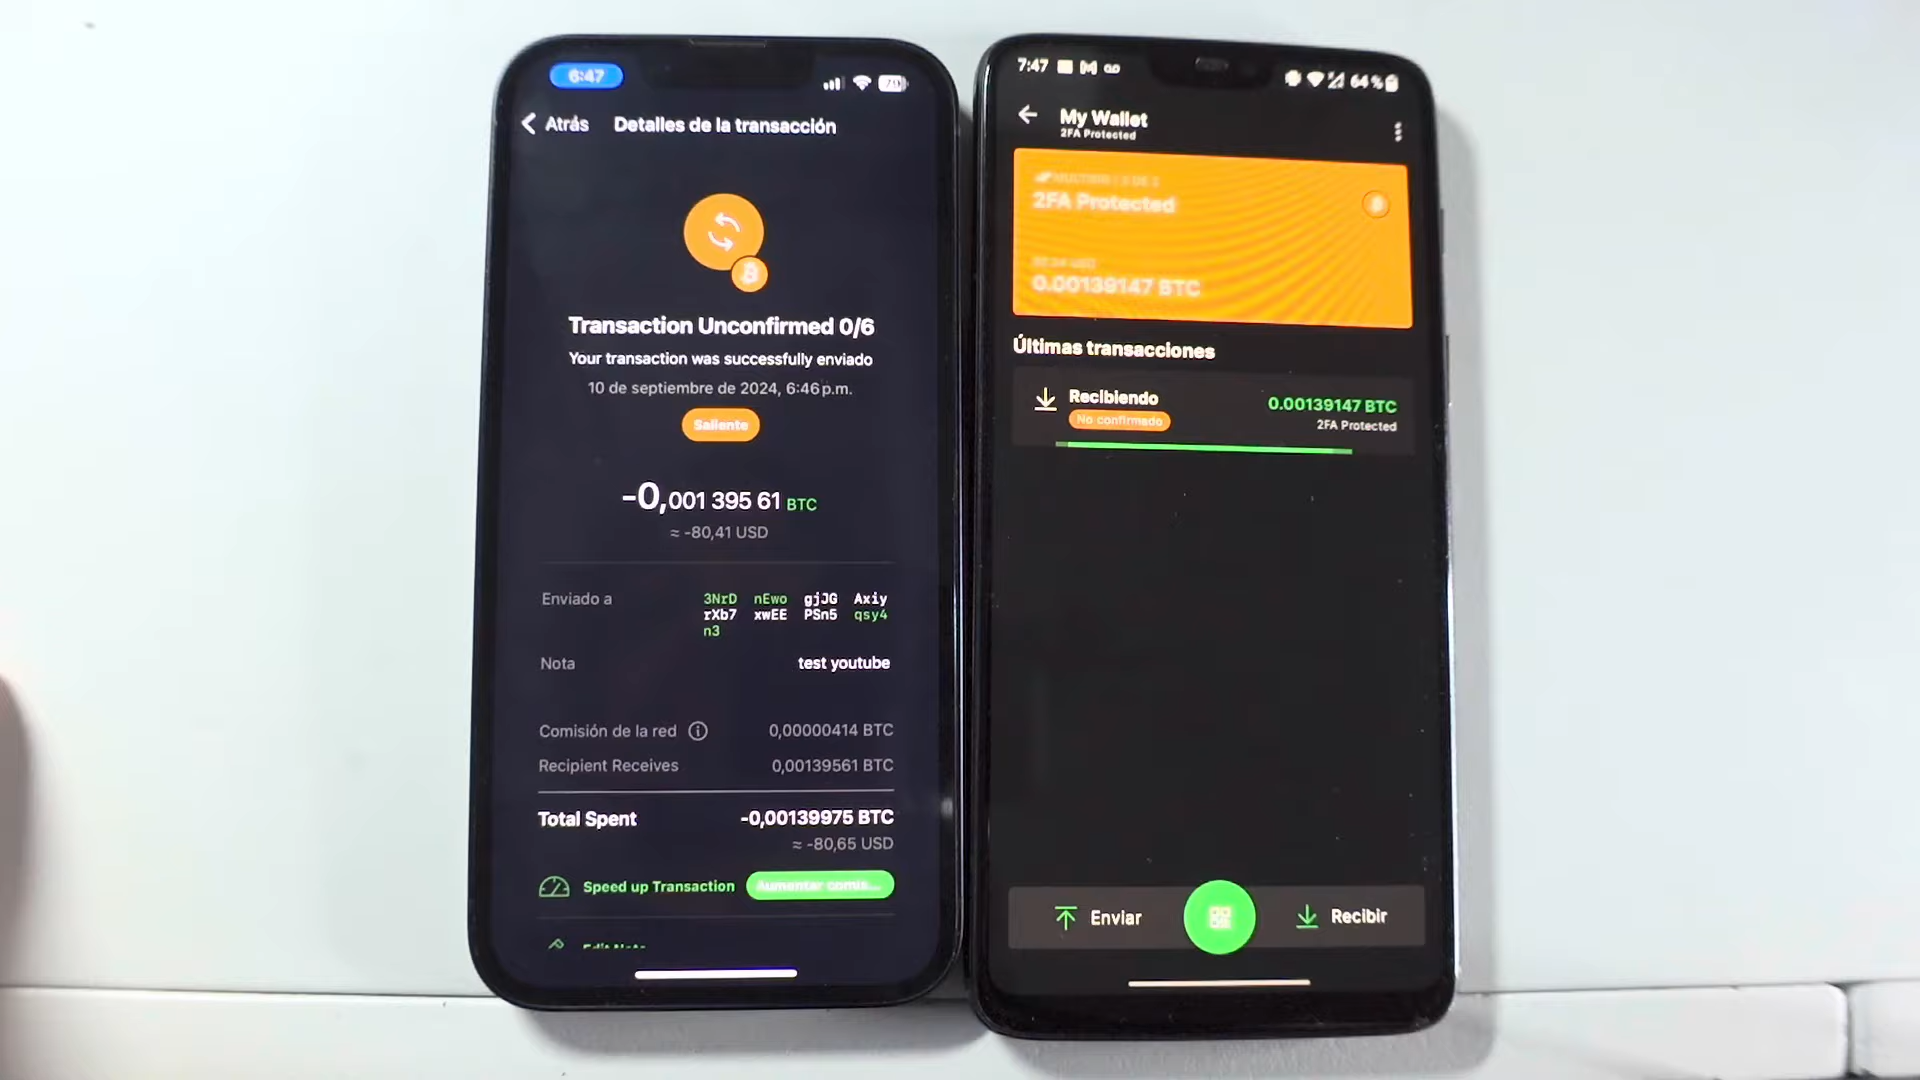 6:47
79
Atrás
Detalles de la transacción
Transaction Unconfirmed 0/6
Your transaction was successfully enviado
10 de septiembre de 2024, 6:46 p.m.
Saliente
-0,001 395 61 BTC
≈ -80,41 USD
Enviado a
3NrD nEwo gjJG Axiy
rXb7 xwEE PSn5 qsy4
n3
Nota
test youtube
Comisión de la red
0,00000414 BTC
Recipient Receives
0,00139561 BTC
Total Spent
-0,00139975 BTC
≈ -80,65 USD
Speed up Transaction
Aumentar comis...
7:47
64 %
My Wallet
2FA Protected
2FA Protected
0.00139147 BTC
Últimas transacciones
Recibiendo
No confirmado
0.00139147 BTC
2FA Protected
Enviar
Recibir